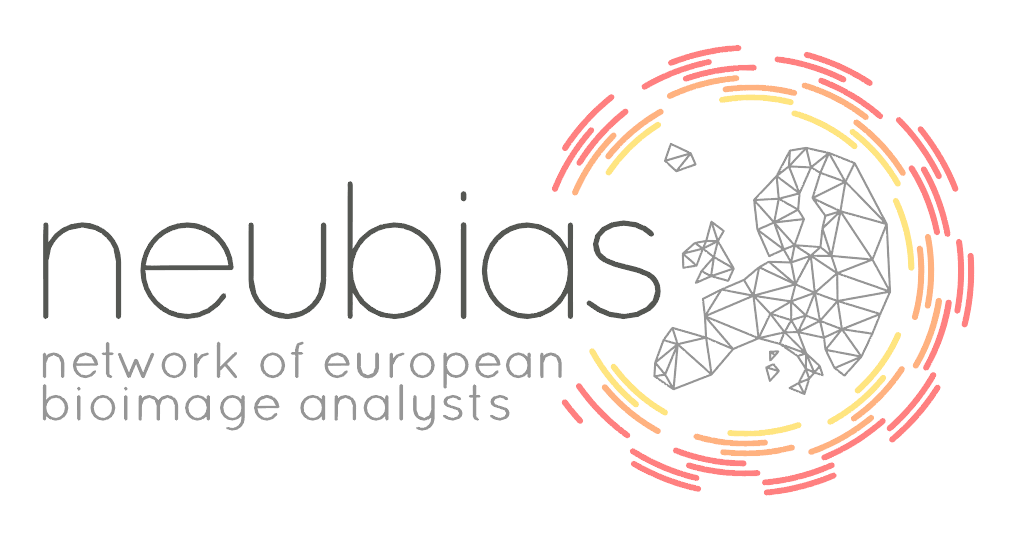 neubias
network of european
bioimage analysts